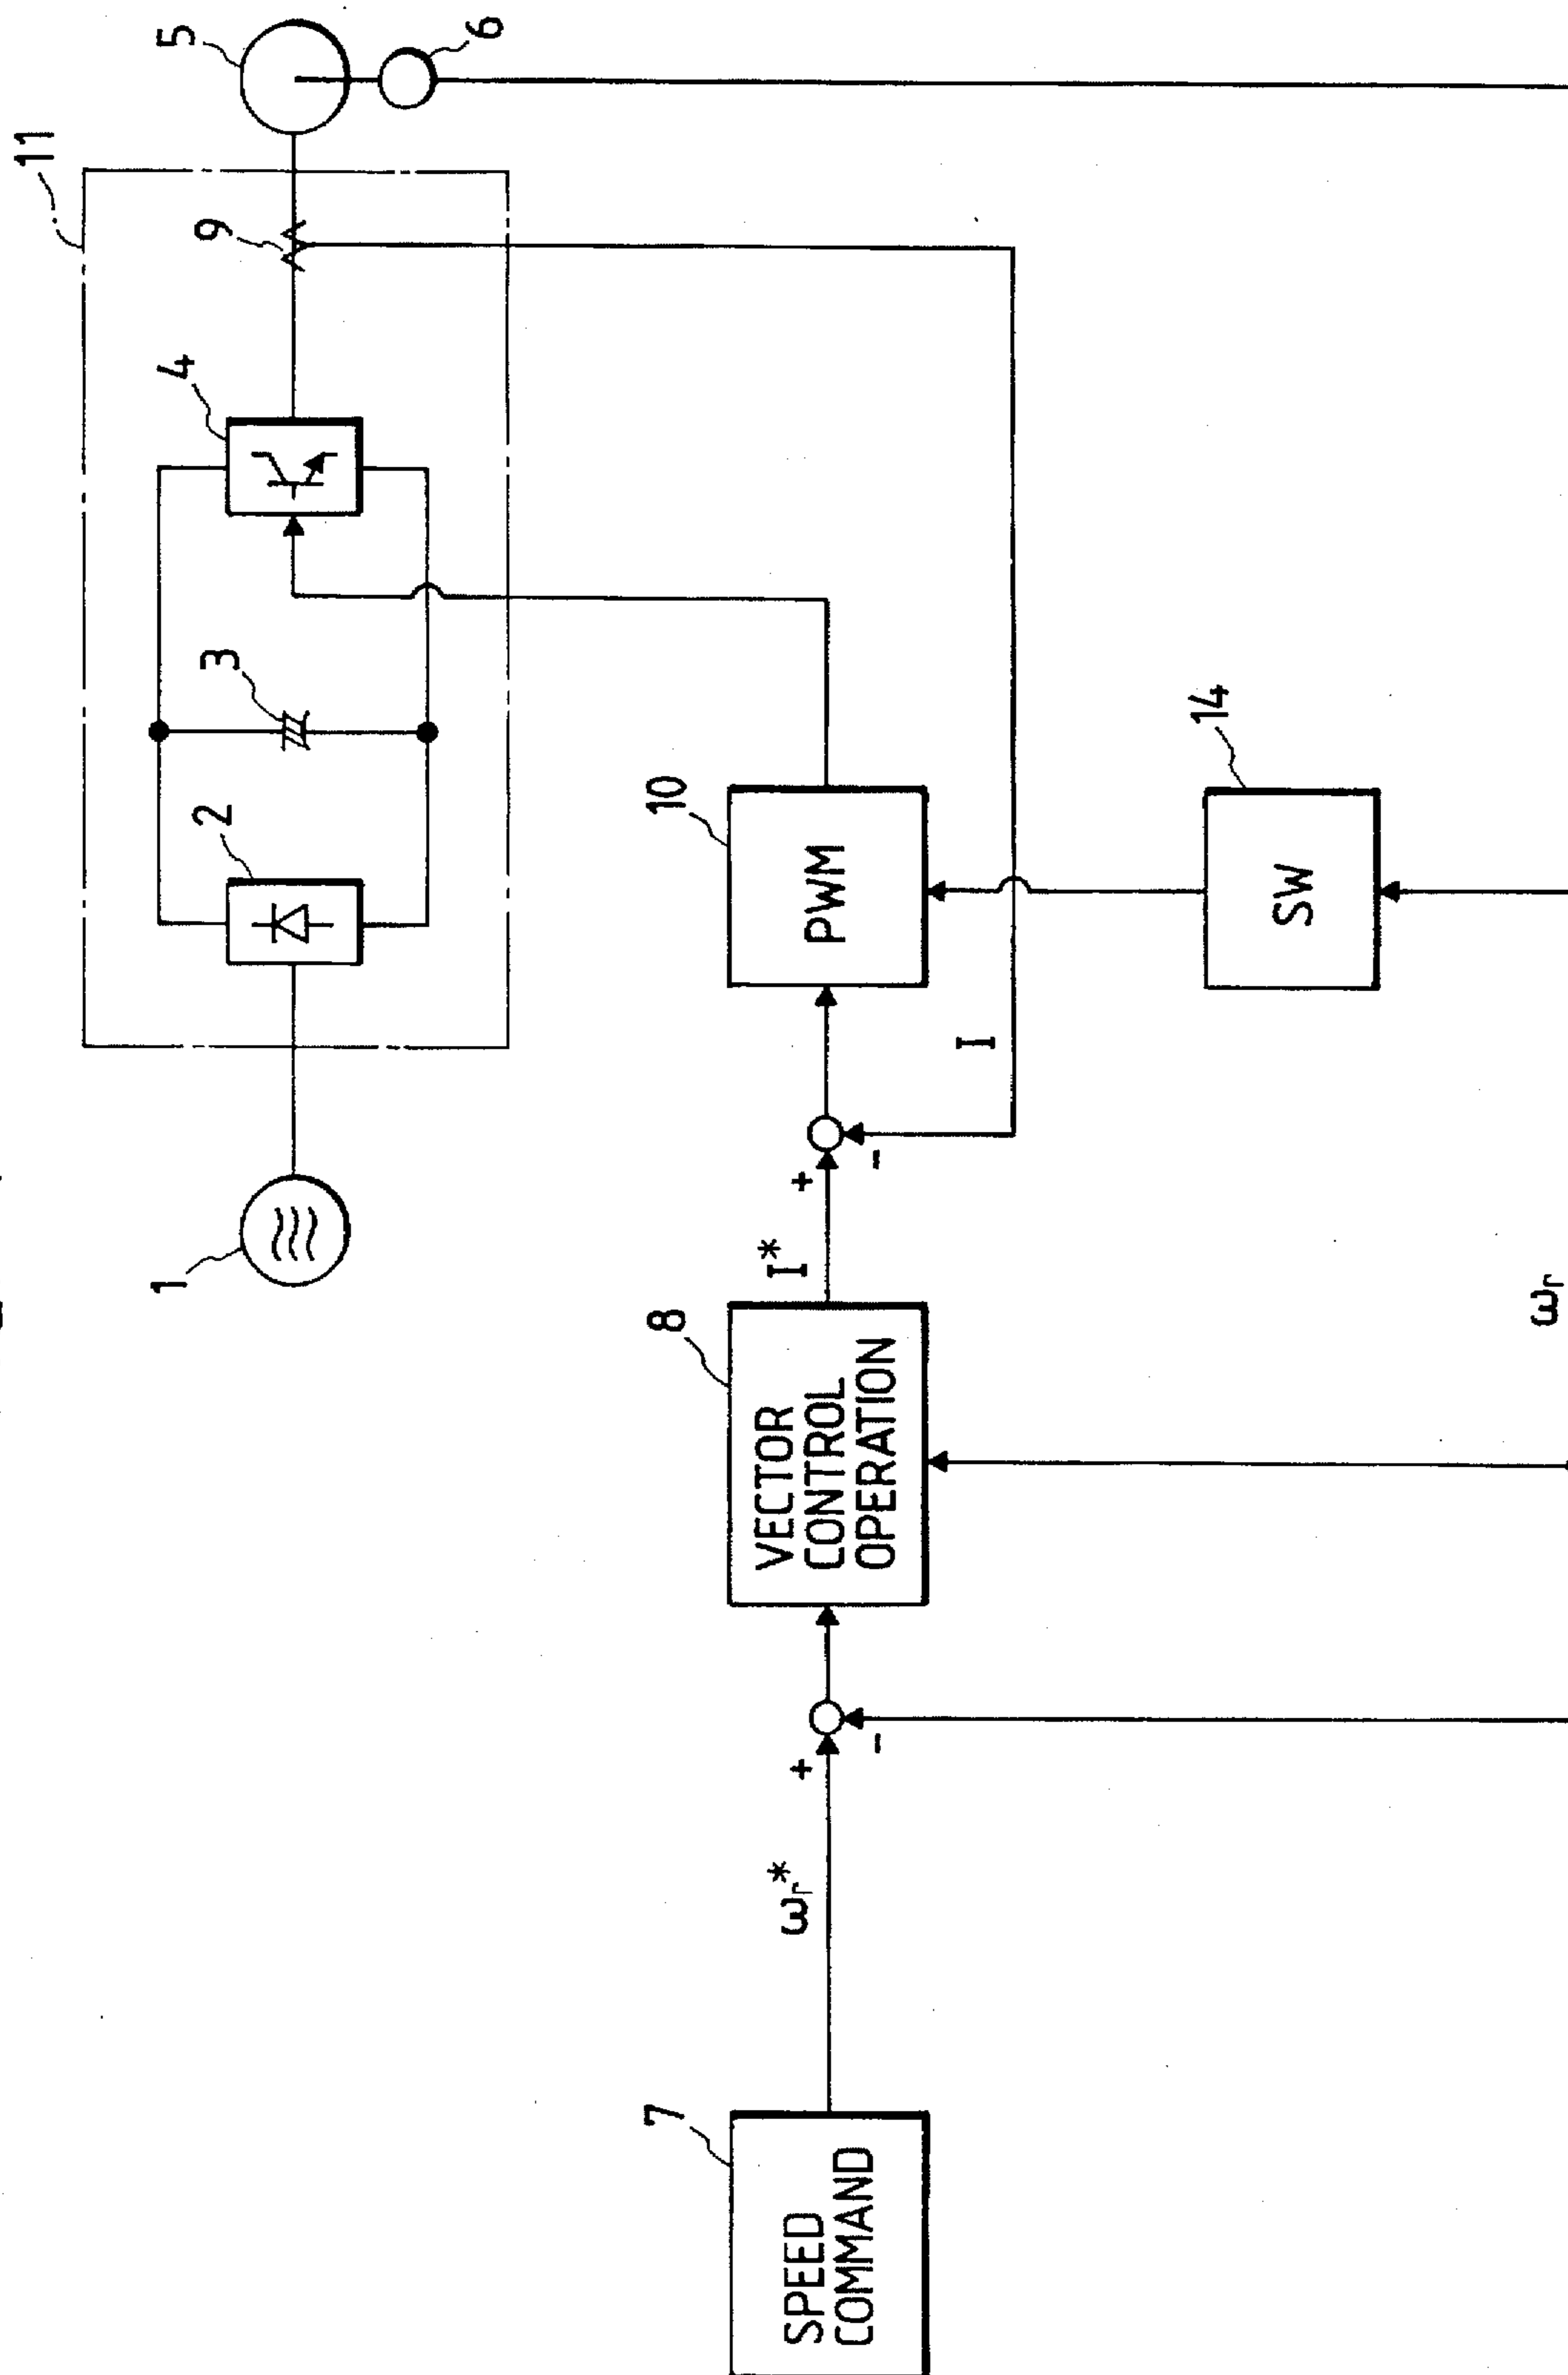 11
5
6
9
4
3
2
1
10
PWM
14
SW
I
+
-
I*
8
VECTOR
CONTROL
OPERATION
+
-
ωr*
ωr
7
SPEED
COMMAND